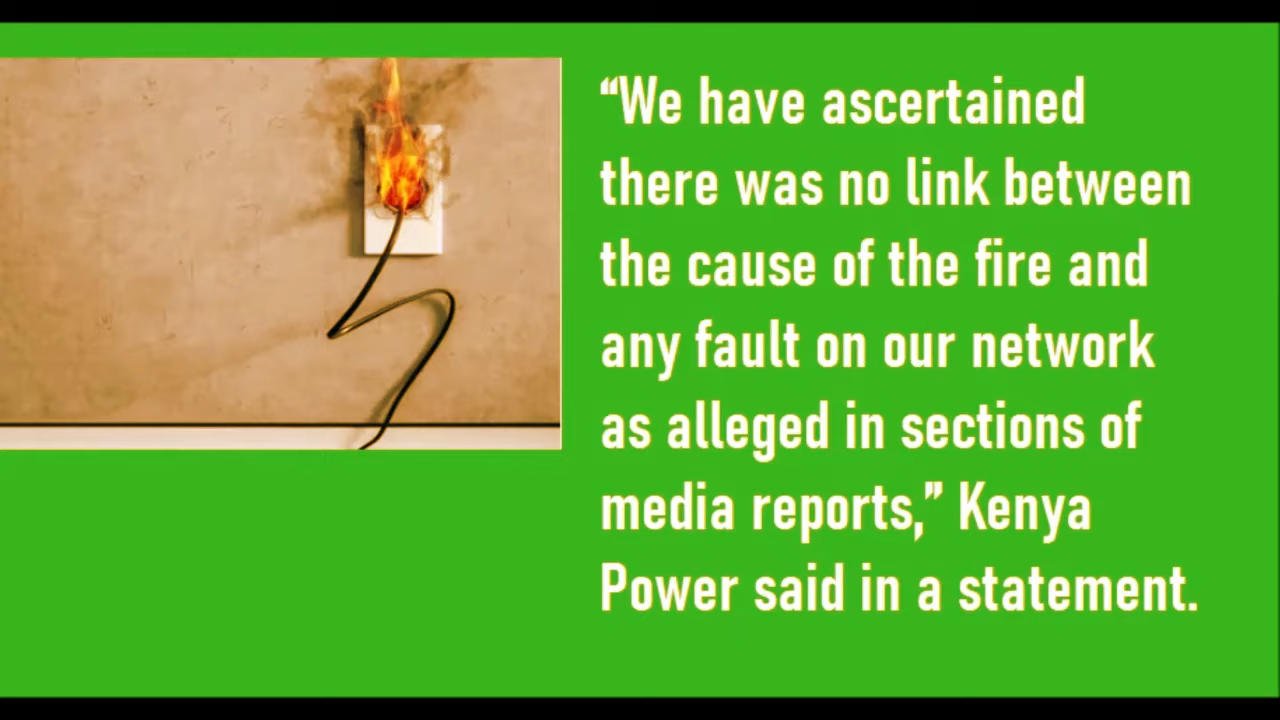 “We have ascertained
there was no link between
the cause of the fire and
any fault on our network
as alleged in sections of
media reports,” Kenya
Power said in a statement.